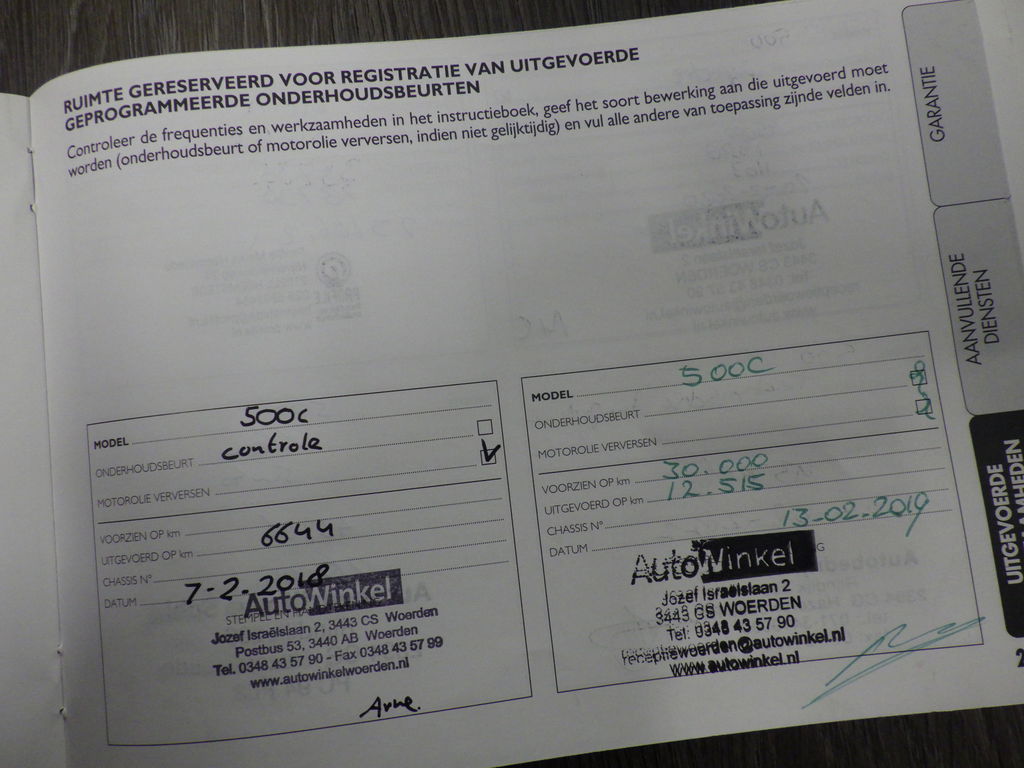 RUIMTE GERESERVEERD VOOR REGISTRATIE VAN UITGEVOERDE
GEPROGRAMMEERDE ONDERHOUDSBEURTEN
Controleer de frequenties en werkzaamheden in het instructieboek, geef het soort bewerking aan die uitgevoerd moet
worden (onderhoudsbeurt of motorolie verversen, indien niet gelijktijdig) en vul alle andere van toepassing zijnde velden in.
MODEL 500c
ONDERHOUDSBEURT controle
MOTOROLIE VERVERSEN
VOORZIEN OP km
UITGEVOERD OP km 6644
CHASSIS N°
DATUM 7-2-2018
STEMPEL EN
AutoWinkel
Jozef Israëlslaan 2, 3443 CS Woerden
Postbus 53, 3440 AB Woerden
Tel. 0348 43 57 90 - Fax 0348 43 57 99
www.autowinkelwoerden.nl
Arne.
MODEL 500C
ONDERHOUDSBEURT
MOTOROLIE VERVERSEN
VOORZIEN OP km 30.000
UITGEVOERD OP km 12.515
CHASSIS N°
DATUM 13-02-2019
AutoWinkel
Jozef Israëlslaan 2
3443 CS WOERDEN
Tel: 0348 43 57 90
receptiewoerden@autowinkel.nl
www.autowinkel.nl
GARANTIE
AANVULLENDE
DIENSTEN
UITGEVOERDE